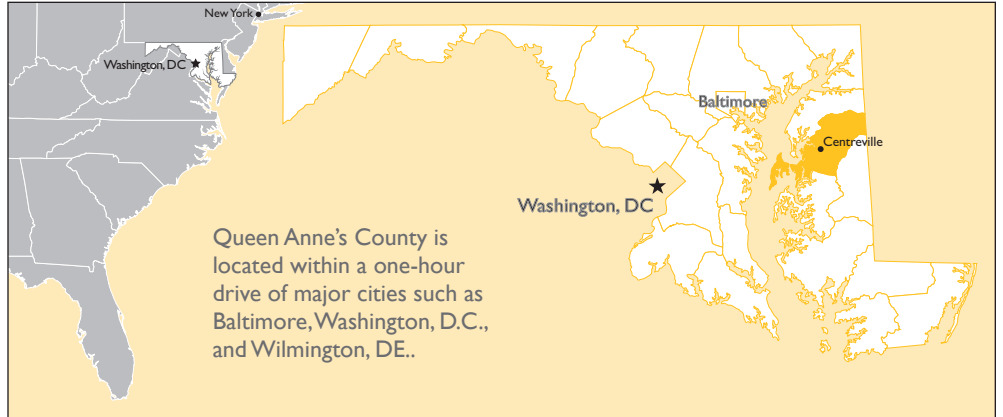 New York
Washington, DC
Baltimore
Centreville
Washington, DC
Queen Anne’s County is
located within a one-hour
drive of major cities such as
Baltimore, Washington, D.C.,
and Wilmington, DE..